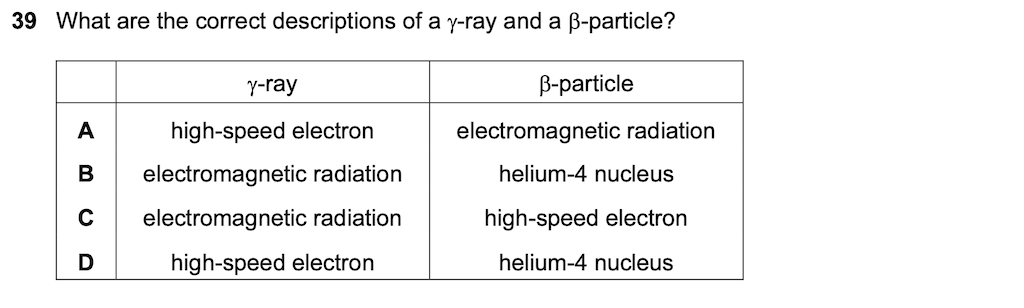 39 What are the correct descriptions of a γ-ray and a β-particle?
γ-ray β-particle
A high-speed electron electromagnetic radiation
B electromagnetic radiation helium-4 nucleus
C electromagnetic radiation high-speed electron
D high-speed electron helium-4 nucleus